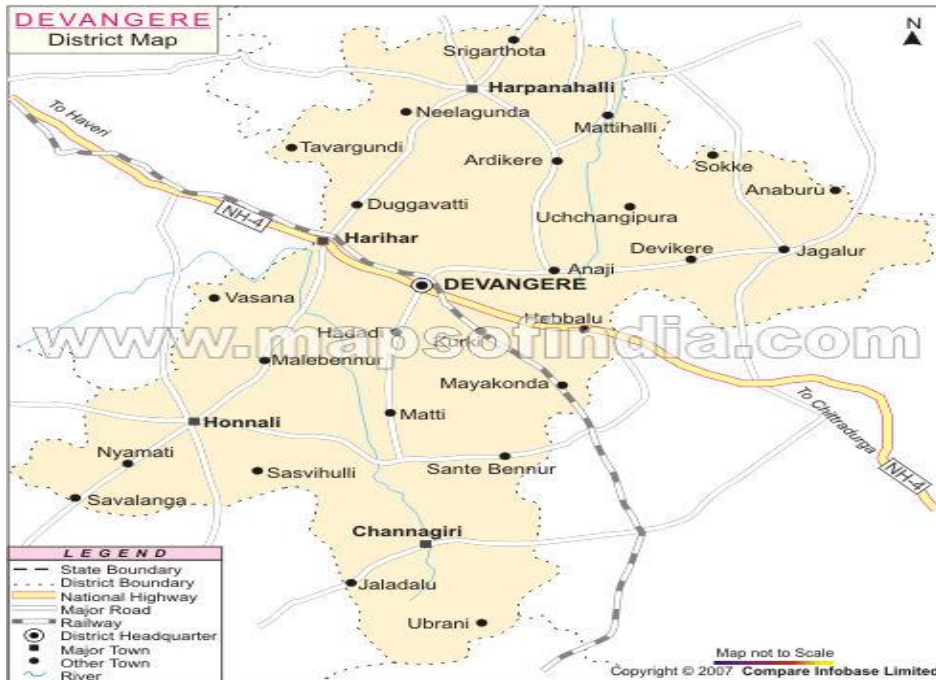 DEVANGERE
District Map
N
Srigarthota
Harpanahalli
Neelagunda
Mattihalli
To Haveri
Tavargundi
Ardikere
Sokke
Anaburu
Duggavatti
Uchchangipura
NH-4
Harihar
Devikere
Jagalur
Anaji
DEVANGERE
Vasana
Hebbalu
Hadadi
Korki
www.mapsofindia.com
Malebennur
Mayakonda
To Chittradurga
Matti
Honnali
Nyamati
Sasvihulli
Sante Bennur
NH-4
Savalanga
Channagiri
Jaladalu
Ubrani
LEGEND
State Boundary
District Boundary
National Highway
Major Road
Railway
District Headquarter
Major Town
Other Town
River
Map not to Scale
Copyright © 2007 Compare Infobase Limited